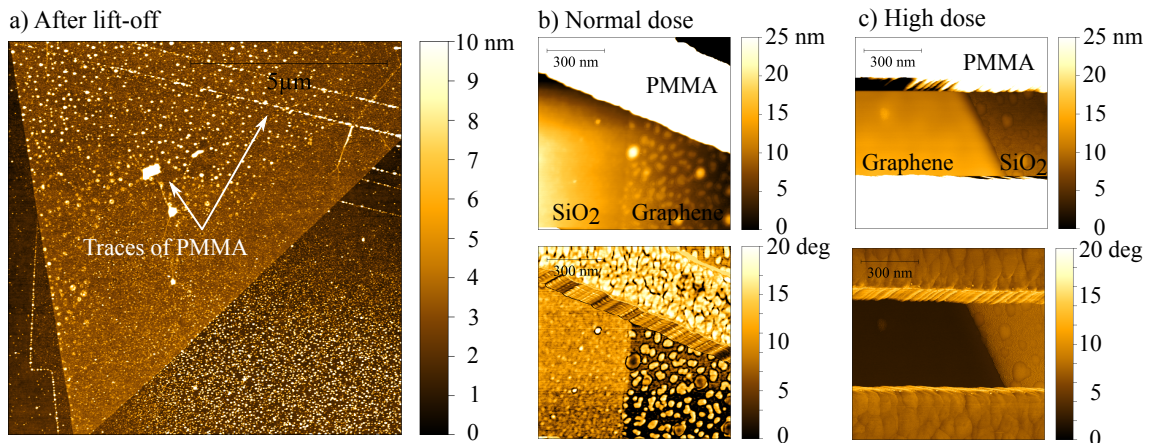 a) After lift-off
5µm
Traces of PMMA
10 nm
9
8
7
6
5
4
3
2
1
0
b) Normal dose
300 nm
PMMA
SiO2
Graphene
25 nm
20
15
10
5
0
300 nm
20 deg
15
10
5
0
c) High dose
300 nm
PMMA
Graphene
SiO2
25 nm
20
15
10
5
0
300 nm
20 deg
15
10
5
0